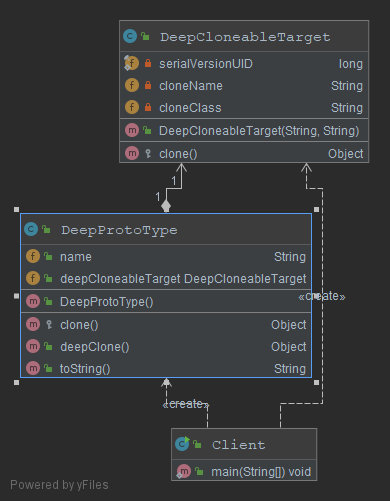 DeepCloneableTarget
serialVersionUID long
cloneName String
cloneClass String
DeepCloneableTarget(String, String)
clone() Object
1
1
DeepProtoType
name String
deepCloneableTarget DeepCloneableTarget
DeepProtoType()
«create»
clone() Object
deepClone() Object
toString() String
«create»
Client
main(String[]) void
Powered by yFiles